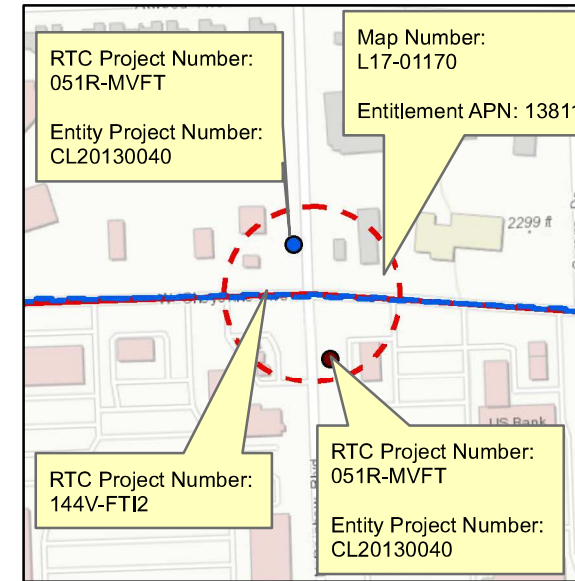 RTC Project Number:
051R-MVFT
Entity Project Number:
CL20130040
Map Number:
L17-01170
Entitlement APN: 13811
2299 ft
US Bank
RTC Project Number:
144V-FTI2
RTC Project Number:
051R-MVFT
Entity Project Number:
CL20130040